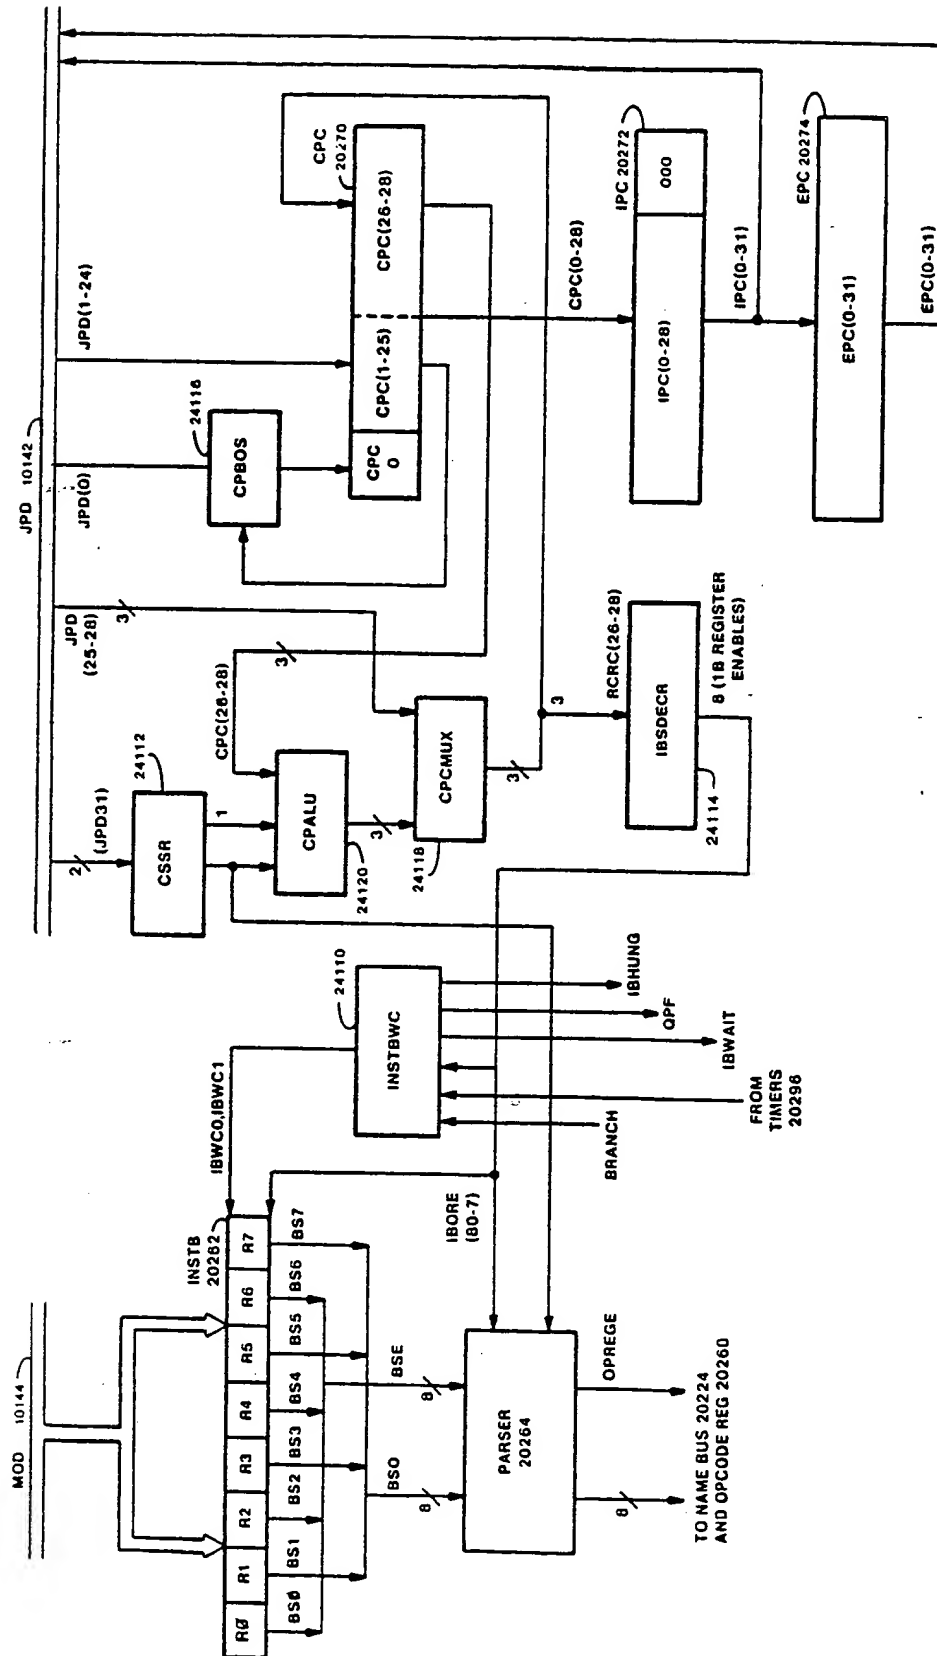 MOD 10144
JPD 10142
INSTB
20262
RØ
R1
R2
R3
R4
R5
R6
R7
BSØ
BS1
BS2
BS3
BS4
BS5
BS6
BS7
BSO
8
BSE
8
PARSER
20264
8
OPREGE
TO NAME BUS 20224
AND OPCODE REG 20260
IBWC0,IBWC1
24110
INSTBWC
IBORE
(80-7)
BRANCH
FROM
TIMERS
20296
IBWAIT
QPF
IBHUNG
2
(JPD31)
24112
CSSR
1
CPC(26-28)
3
CPALU
24120
3
JPD
(25-28)
3
CPCMUX
24118
3
3
RCRC(26-28)
IBSDECR
24114
8 (1B REGISTER
ENABLES)
JPD(0)
24116
CPBOS
JPD(1-24)
CPC
20270
CPC
0
CPC(1-25)
CPC(26-28)
CPC(0-28)
IPC 20272
IPC(0-28)
000
IPC(0-31)
EPC 20274
EPC(0-31)
EPC(0-31)